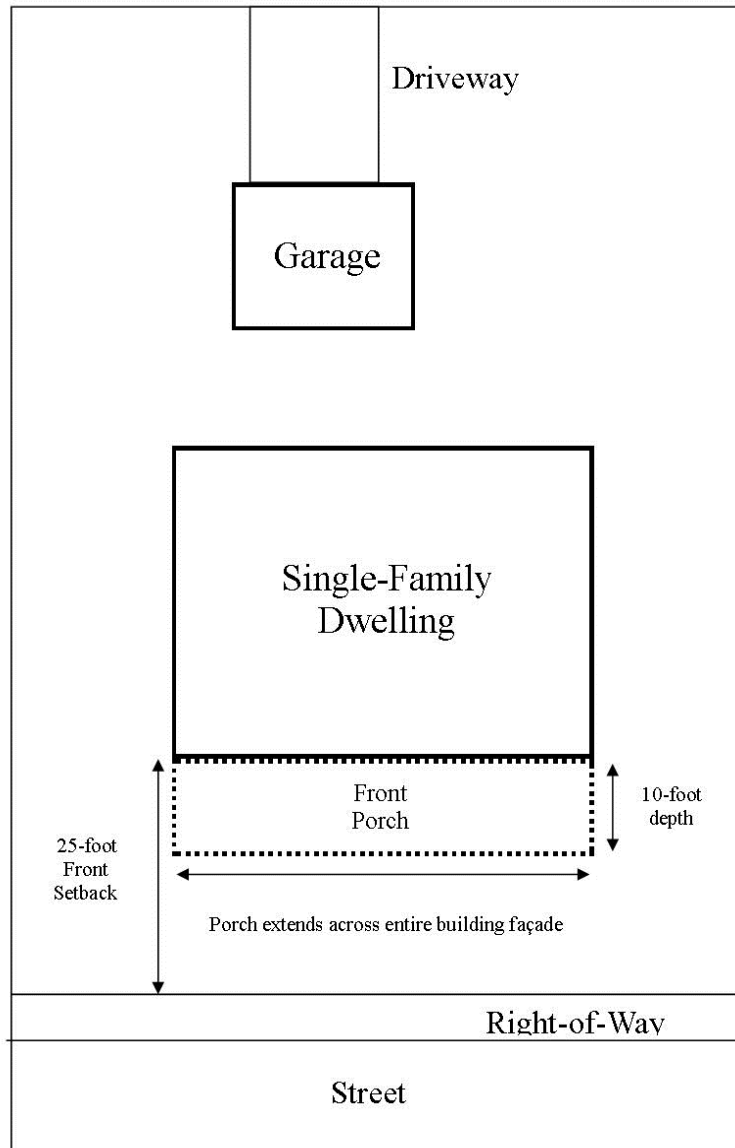 Driveway
Garage
Single-Family
Dwelling
Front
Porch
10-foot
depth
25-foot
Front
Setback
Porch extends across entire building façade
Right-of-Way
Street